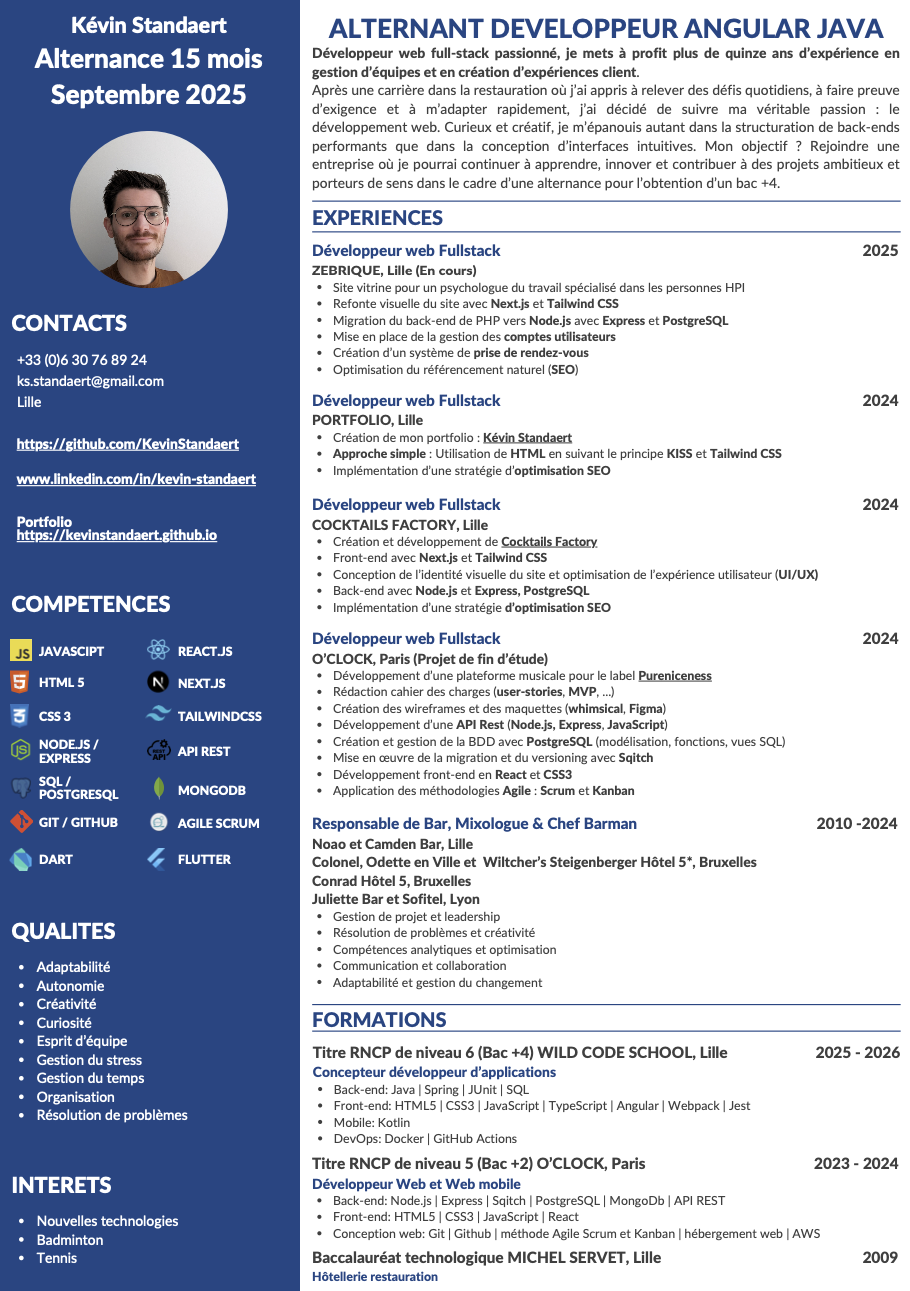 Kévin Standaert
Alternance 15 mois
Septembre 2025
CONTACTS
+33 (0)6 30 76 89 24
ks.standaert@gmail.com
Lille
https://github.com/KevinStandaert
www.linkedin.com/in/kevin-standaert
Portfolio
https://kevinstandaert.github.io
COMPETENCES
JS JAVASCIPT
REACT.JS
HTML 5
NEXT.JS
CSS 3
TAILWINDCSS
NODE.JS /
EXPRESS
REST
API
API REST
SQL /
POSTGRESQL
MONGODB
GIT / GITHUB
AGILE SCRUM
DART
FLUTTER
QUALITES
• Adaptabilité
• Autonomie
• Créativité
• Curiosité
• Esprit d’équipe
• Gestion du stress
• Gestion du temps
• Organisation
• Résolution de problèmes
INTERETS
• Nouvelles technologies
• Badminton
• Tennis
ALTERNANT DEVELOPPEUR ANGULAR JAVA
Développeur web full-stack passionné, je mets à profit plus de quinze ans d’expérience en
gestion d’équipes et en création d’expériences client.
Après une carrière dans la restauration où j’ai appris à relever des défis quotidiens, à faire preuve
d’exigence et à m’adapter rapidement, j’ai décidé de suivre ma véritable passion : le
développement web. Curieux et créatif, je m’épanouis autant dans la structuration de back-ends
performants que dans la conception d’interfaces intuitives. Mon objectif ? Rejoindre une
entreprise où je pourrai continuer à apprendre, innover et contribuer à des projets ambitieux et
porteurs de sens dans le cadre d’une alternance pour l’obtention d’un bac +4.
EXPERIENCES
Développeur web Fullstack 2025
ZEBRIQUE, Lille (En cours)
• Site vitrine pour un psychologue du travail spécialisé dans les personnes HPI
• Refonte visuelle du site avec Next.js et Tailwind CSS
• Migration du back-end de PHP vers Node.js avec Express et PostgreSQL
• Mise en place de la gestion des comptes utilisateurs
• Création d’un système de prise de rendez-vous
• Optimisation du référencement naturel (SEO)
Développeur web Fullstack 2024
PORTFOLIO, Lille
• Création de mon portfolio : Kévin Standaert
• Approche simple : Utilisation de HTML en suivant le principe KISS et Tailwind CSS
• Implémentation d’une stratégie d’optimisation SEO
Développeur web Fullstack 2024
COCKTAILS FACTORY, Lille
• Création et développement de Cocktails Factory
• Front-end avec Next.js et Tailwind CSS
• Conception de l’identité visuelle du site et optimisation de l’expérience utilisateur (UI/UX)
• Back-end avec Node.js et Express, PostgreSQL
• Implémentation d’une stratégie d’optimisation SEO
Développeur web Fullstack 2024
O’CLOCK, Paris (Projet de fin d’étude)
• Développement d’une plateforme musicale pour le label Pureniceness
• Rédaction cahier des charges (user-stories, MVP, ...)
• Création des wireframes et des maquettes (whimsical, Figma)
• Développement d’une API Rest (Node.js, Express, JavaScript)
• Création et gestion de la BDD avec PostgreSQL (modélisation, fonctions, vues SQL)
• Mise en œuvre de la migration et du versioning avec Sqitch
• Développement front-end en React et CSS3
• Application des méthodologies Agile : Scrum et Kanban
Responsable de Bar, Mixologue & Chef Barman 2010 -2024
Noao et Camden Bar, Lille
Colonel, Odette en Ville et Wiltcher’s Steigenberger Hôtel 5*, Bruxelles
Conrad Hôtel 5, Bruxelles
Juliette Bar et Sofitel, Lyon
• Gestion de projet et leadership
• Résolution de problèmes et créativité
• Compétences analytiques et optimisation
• Communication et collaboration
• Adaptabilité et gestion du changement
FORMATIONS
Titre RNCP de niveau 6 (Bac +4) WILD CODE SCHOOL, Lille 2025 - 2026
Concepteur développeur d’applications
• Back-end: Java | Spring | JUnit | SQL
• Front-end: HTML5 | CSS3 | JavaScript | TypeScript | Angular | Webpack | Jest
• Mobile: Kotlin
• DevOps: Docker | GitHub Actions
Titre RNCP de niveau 5 (Bac +2) O’CLOCK, Paris 2023 - 2024
Développeur Web et Web mobile
• Back-end: Node.js | Express | Sqitch | PostgreSQL | MongoDb | API REST
• Front-end: HTML5 | CSS3 | JavaScript | React
• Conception web: Git | Github | méthode Agile Scrum et Kanban | hébergement web | AWS
Baccalauréat technologique MICHEL SERVET, Lille 2009
Hôtellerie restauration